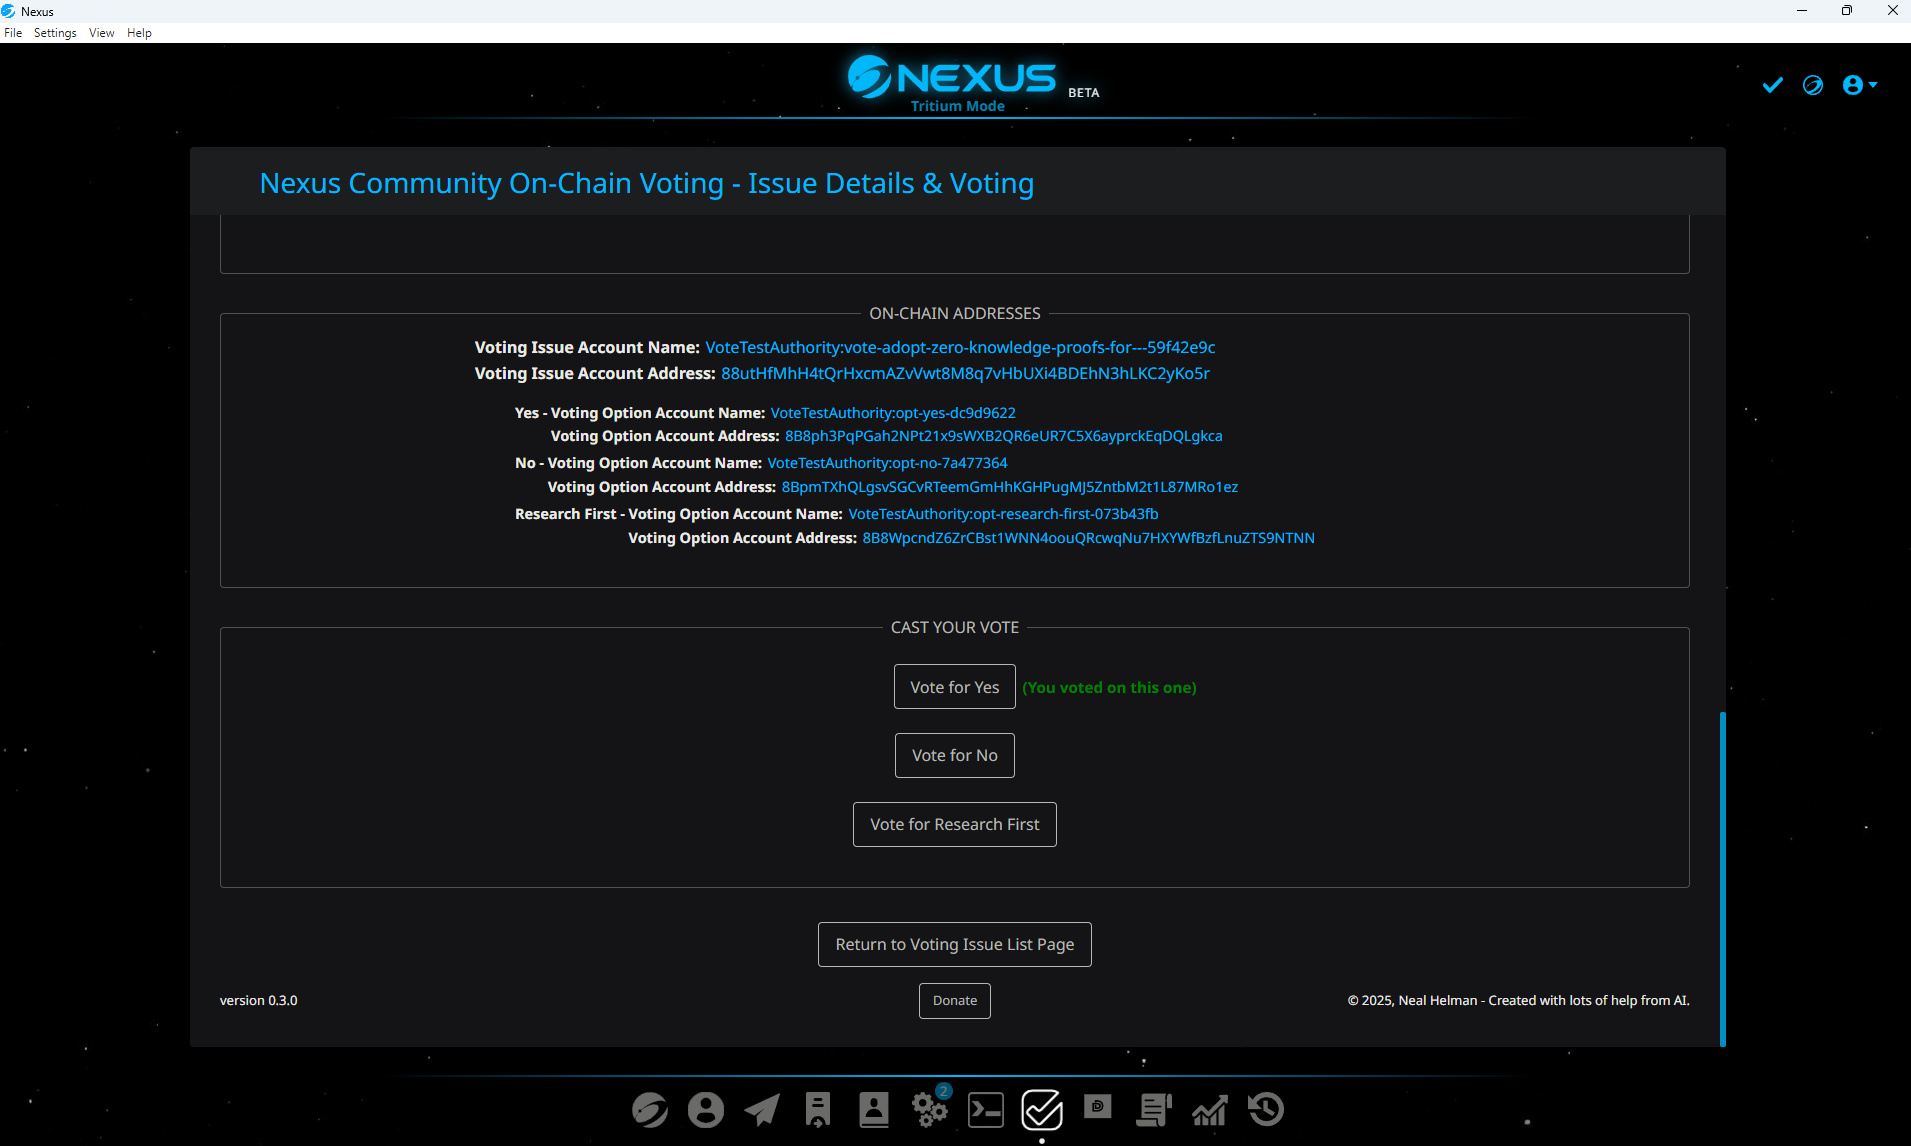 Nexus
File Settings View Help
NEXUS BETA
Tritium Mode
Nexus Community On-Chain Voting - Issue Details & Voting
ON-CHAIN ADDRESSES
Voting Issue Account Name: VoteTestAuthority:vote-adopt-zero-knowledge-proofs-for---59f42e9c
Voting Issue Account Address: 88utHfMhH4tQrHxcmAZvVwt8M8q7vHbUXi4BDEhN3hLKC2yKo5r
Yes - Voting Option Account Name: VoteTestAuthority:opt-yes-dc9d9622
Voting Option Account Address: 8B8ph3PqPGah2NPt21x9sWXB2QR6eUR7C5X6ayprckEqDQLgkca
No - Voting Option Account Name: VoteTestAuthority:opt-no-7a477364
Voting Option Account Address: 8BpmTXhQLgsvSGCvRTeemGmHhKGHPugMJ5ZntbM2t1L87MRo1ez
Research First - Voting Option Account Name: VoteTestAuthority:opt-research-first-073b43fb
Voting Option Account Address: 8B8WpcndZ6ZrCBst1WNN4oouQRcwqNu7HXYWfBzfLnuZTS9NTNN
CAST YOUR VOTE
Vote for Yes (You voted on this one)
Vote for No
Vote for Research First
Return to Voting Issue List Page
version 0.3.0 Donate © 2025, Neal Helman - Created with lots of help from AI.
2
D